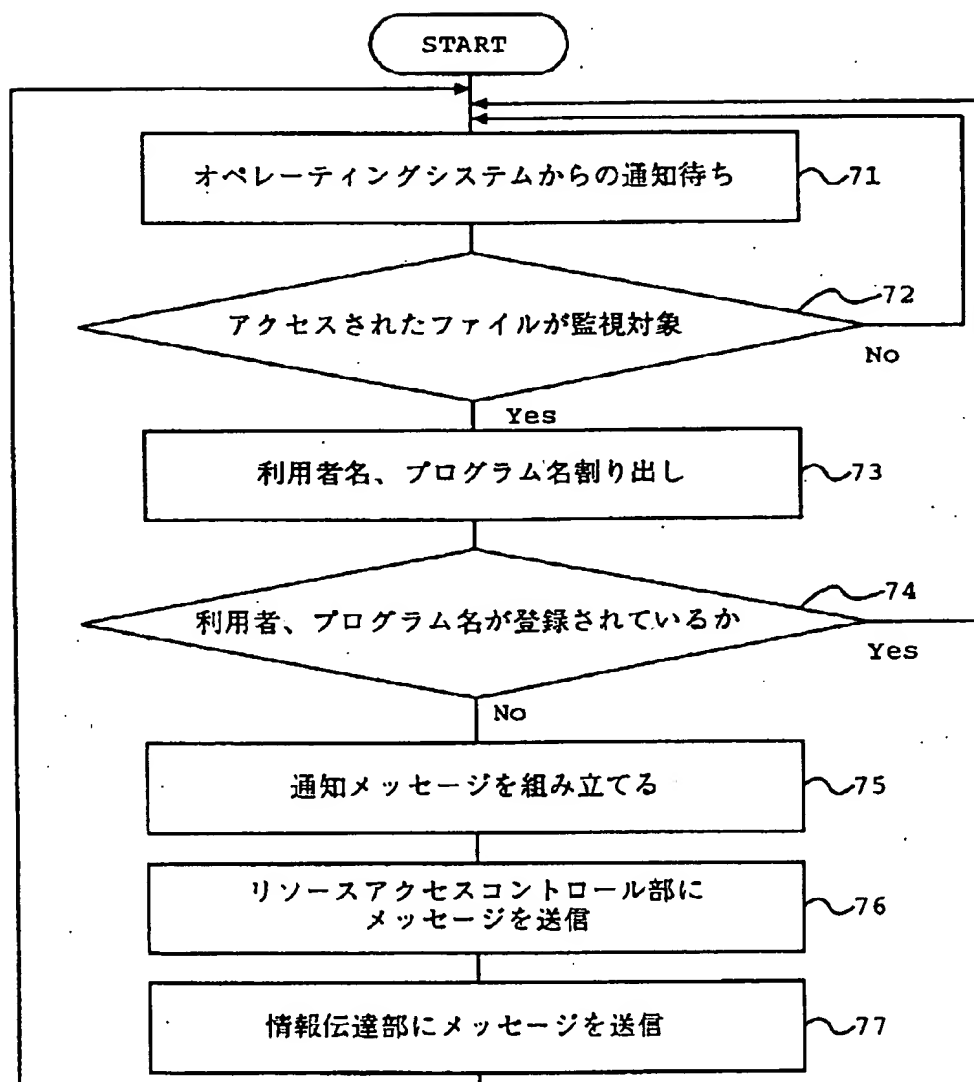 START
オペレーティングシステムからの通知待ち
71
アクセスされたファイルが監視対象
72
No
Yes
利用者名、プログラム名割り出し
73
利用者、プログラム名が登録されているか
74
Yes
No
通知メッセージを組み立てる
75
リソースアクセスコントロール部に
メッセージを送信
76
情報伝達部にメッセージを送信
77